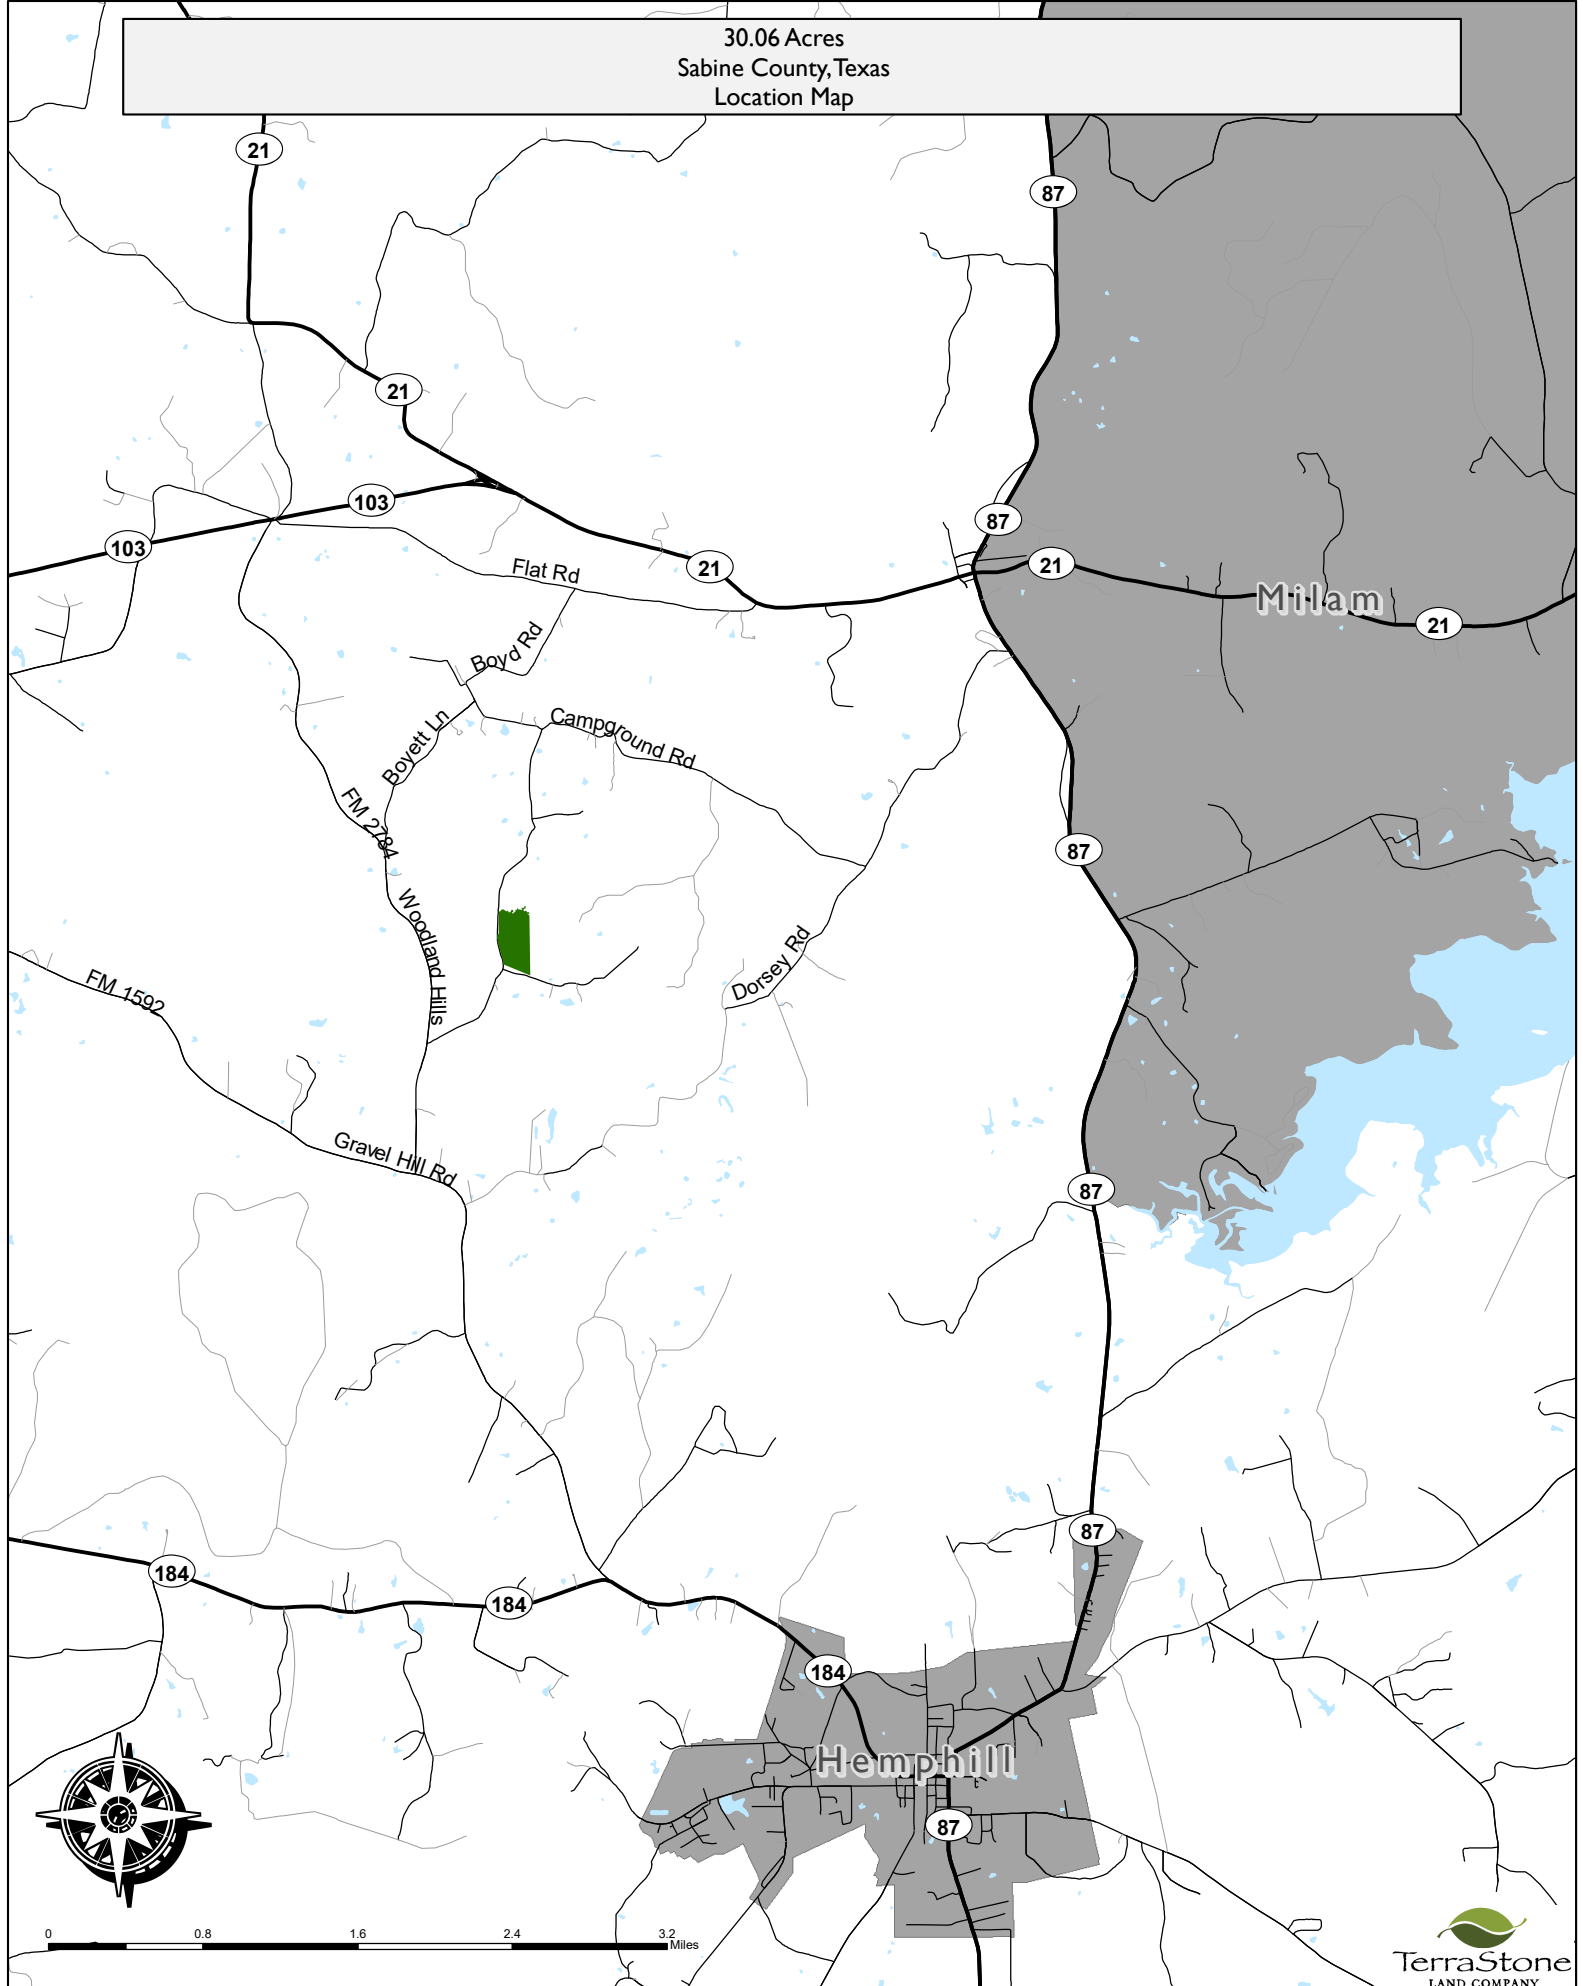 30.06 Acres
Sabine County, Texas
Location Map
21
87
21
103
87
103
21
21
Flat Rd
Milam
21
Boyd Rd
Campground Rd
Boyett Ln
FM 2784
87
Woodland Hills
Dorsey Rd
FM 1592
Gravel Hill Rd
87
87
184
184
184
Hemphill
87
0 0.8 1.6 2.4 3.2
Miles
TerraStone
LAND COMPANY